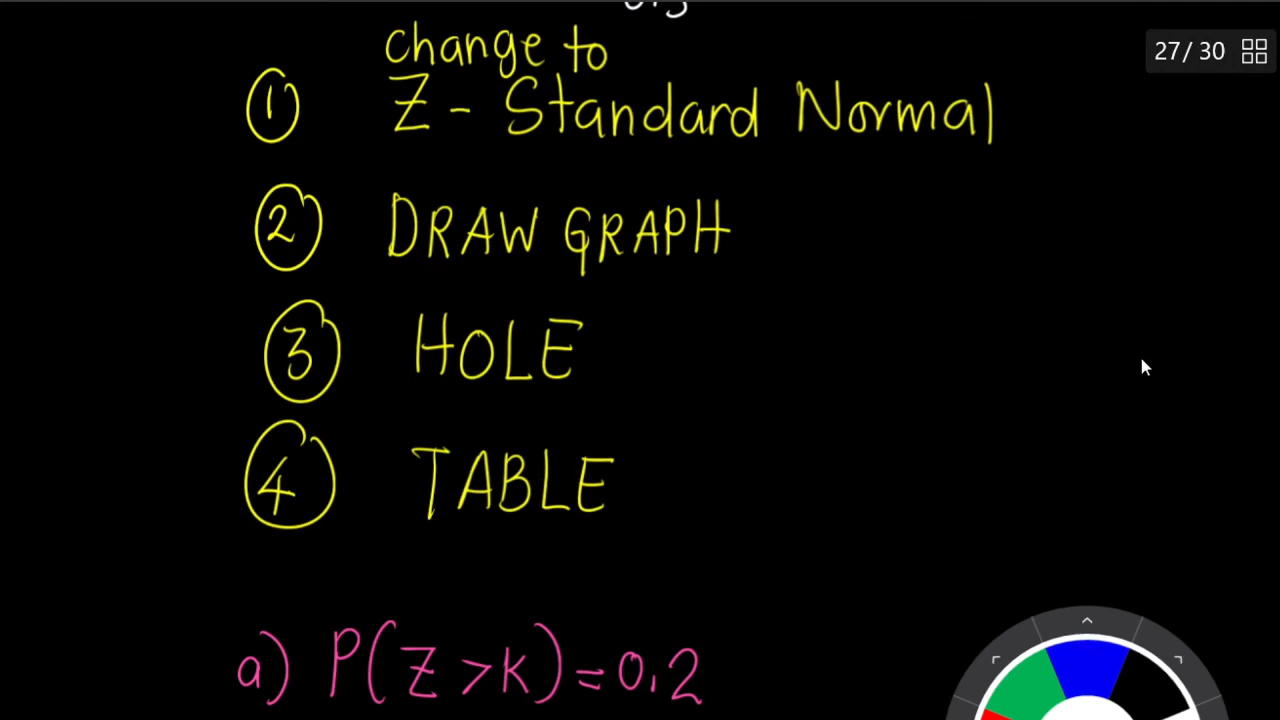 change to
① Z - Standard Normal
② DRAW GRAPH
③ HOLE
④ TABLE
a) P(Z > K) = 0.2
27/ 30